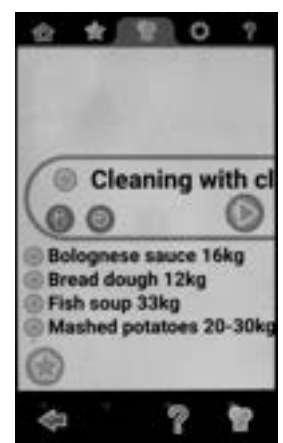 Cleaning with cl
Bolognese sauce 16kg
Bread dough 12kg
Fish soup 33kg
Mashed potatoes 20-30kg